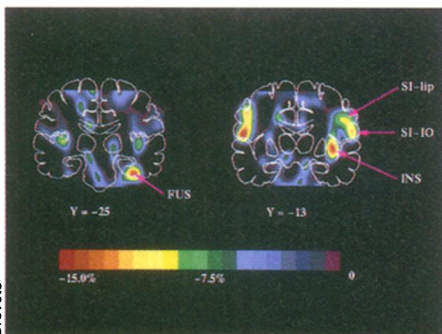 SI-lip
SI-IO
INS
FUS
Y = -25
Y = -13
-15.0%
-7.5%
0